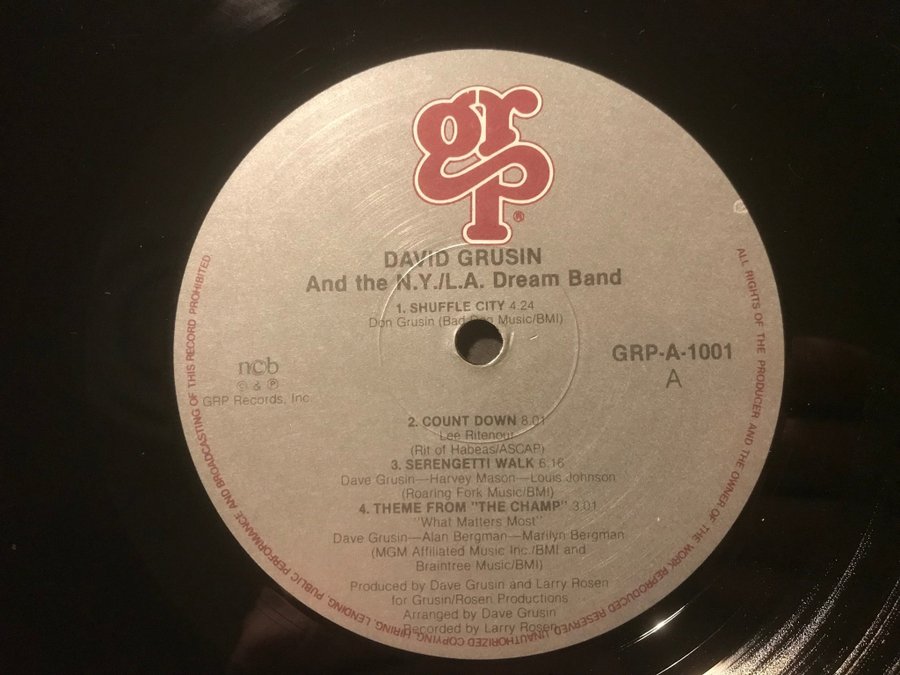 grp®
DAVID GRUSIN
And the N.Y./L.A. Dream Band
1. SHUFFLE CITY 4.24
Don Grusin (Bad Dog Music/BMI)
ncb
© & ℗
GRP Records, Inc.
GRP-A-1001
A
2. COUNT DOWN 8.01
Lee Ritenour
(Rit of Habeas/ASCAP)
3. SERENGETTI WALK 6.16
Dave Grusin—Harvey Mason—Louis Johnson
(Roaring Fork Music/BMI)
4. THEME FROM "THE CHAMP" 3.01
"What Matters Most"
Dave Grusin—Alan Bergman—Marilyn Bergman
(MGM Affiliated Music Inc./BMI and
Braintree Music/BMI)
Produced by Dave Grusin and Larry Rosen
for Grusin/Rosen Productions
Arranged by Dave Grusin
Recorded by Larry Rosen
ALL RIGHTS OF THE PRODUCER AND THE OWNER OF THE WORK REPRODUCED RESERVED. UNAUTHORIZED COPYING, HIRING, LENDING, PUBLIC PERFORMANCE AND BROADCASTING OF THIS RECORD PROHIBITED